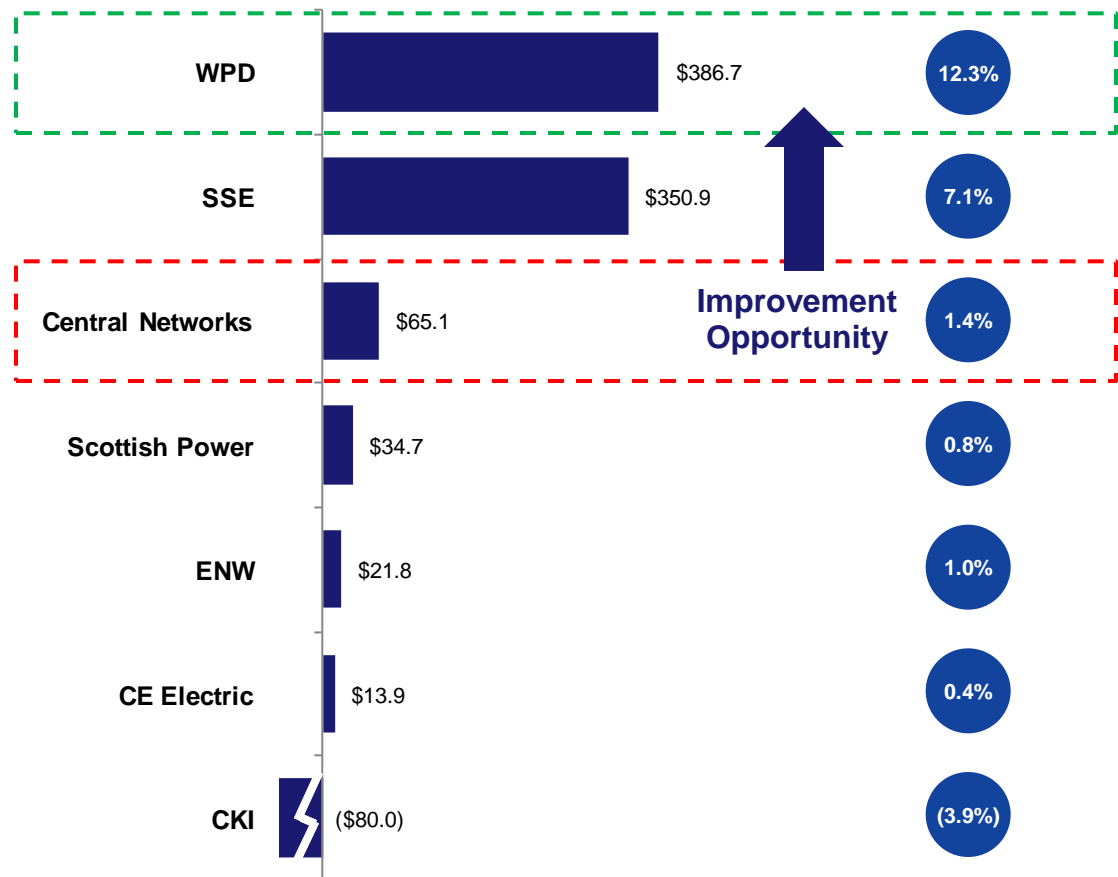 WPD
$386.7
12.3%
SSE
$350.9
7.1%
Central Networks
$65.1
Improvement
Opportunity
1.4%
Scottish Power
$34.7
0.8%
ENW
$21.8
1.0%
CE Electric
$13.9
0.4%
CKI
($80.0)
(3.9%)